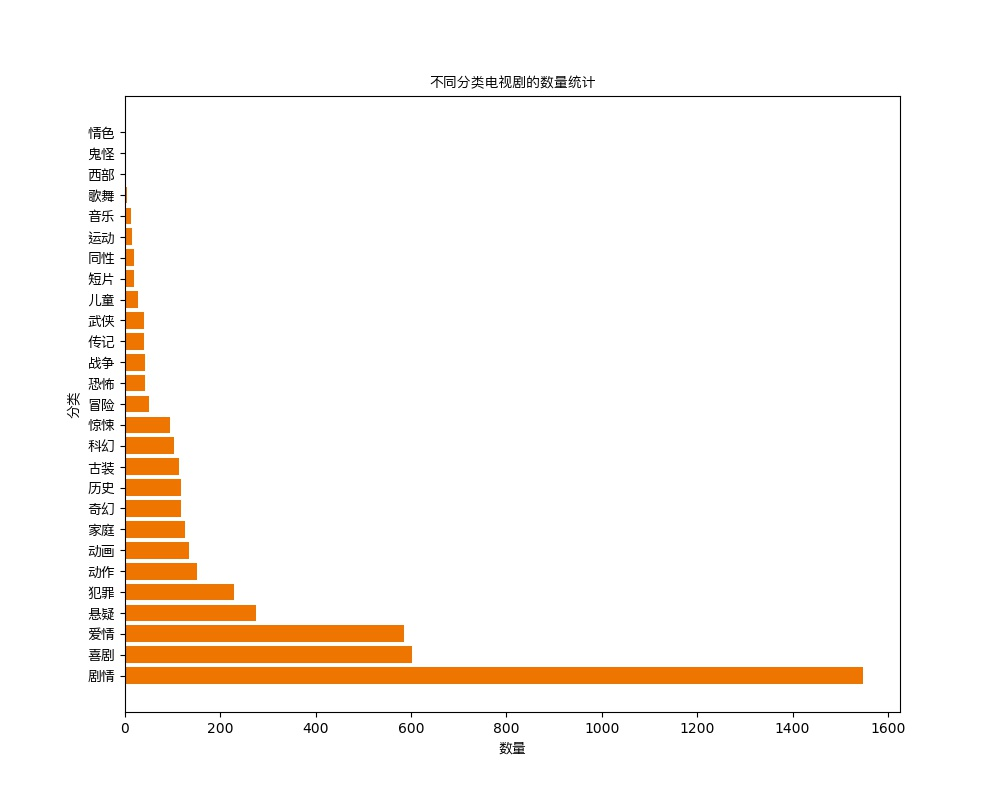 不同分类电视剧的数量统计
情色
鬼怪
西部
歌舞
音乐
运动
同性
短片
儿童
武侠
传记
战争
恐怖
冒险
惊悚
科幻
古装
历史
奇幻
家庭
动画
动作
犯罪
悬疑
爱情
喜剧
剧情
分类
0 200 400 600 800 1000 1200 1400 1600
数量